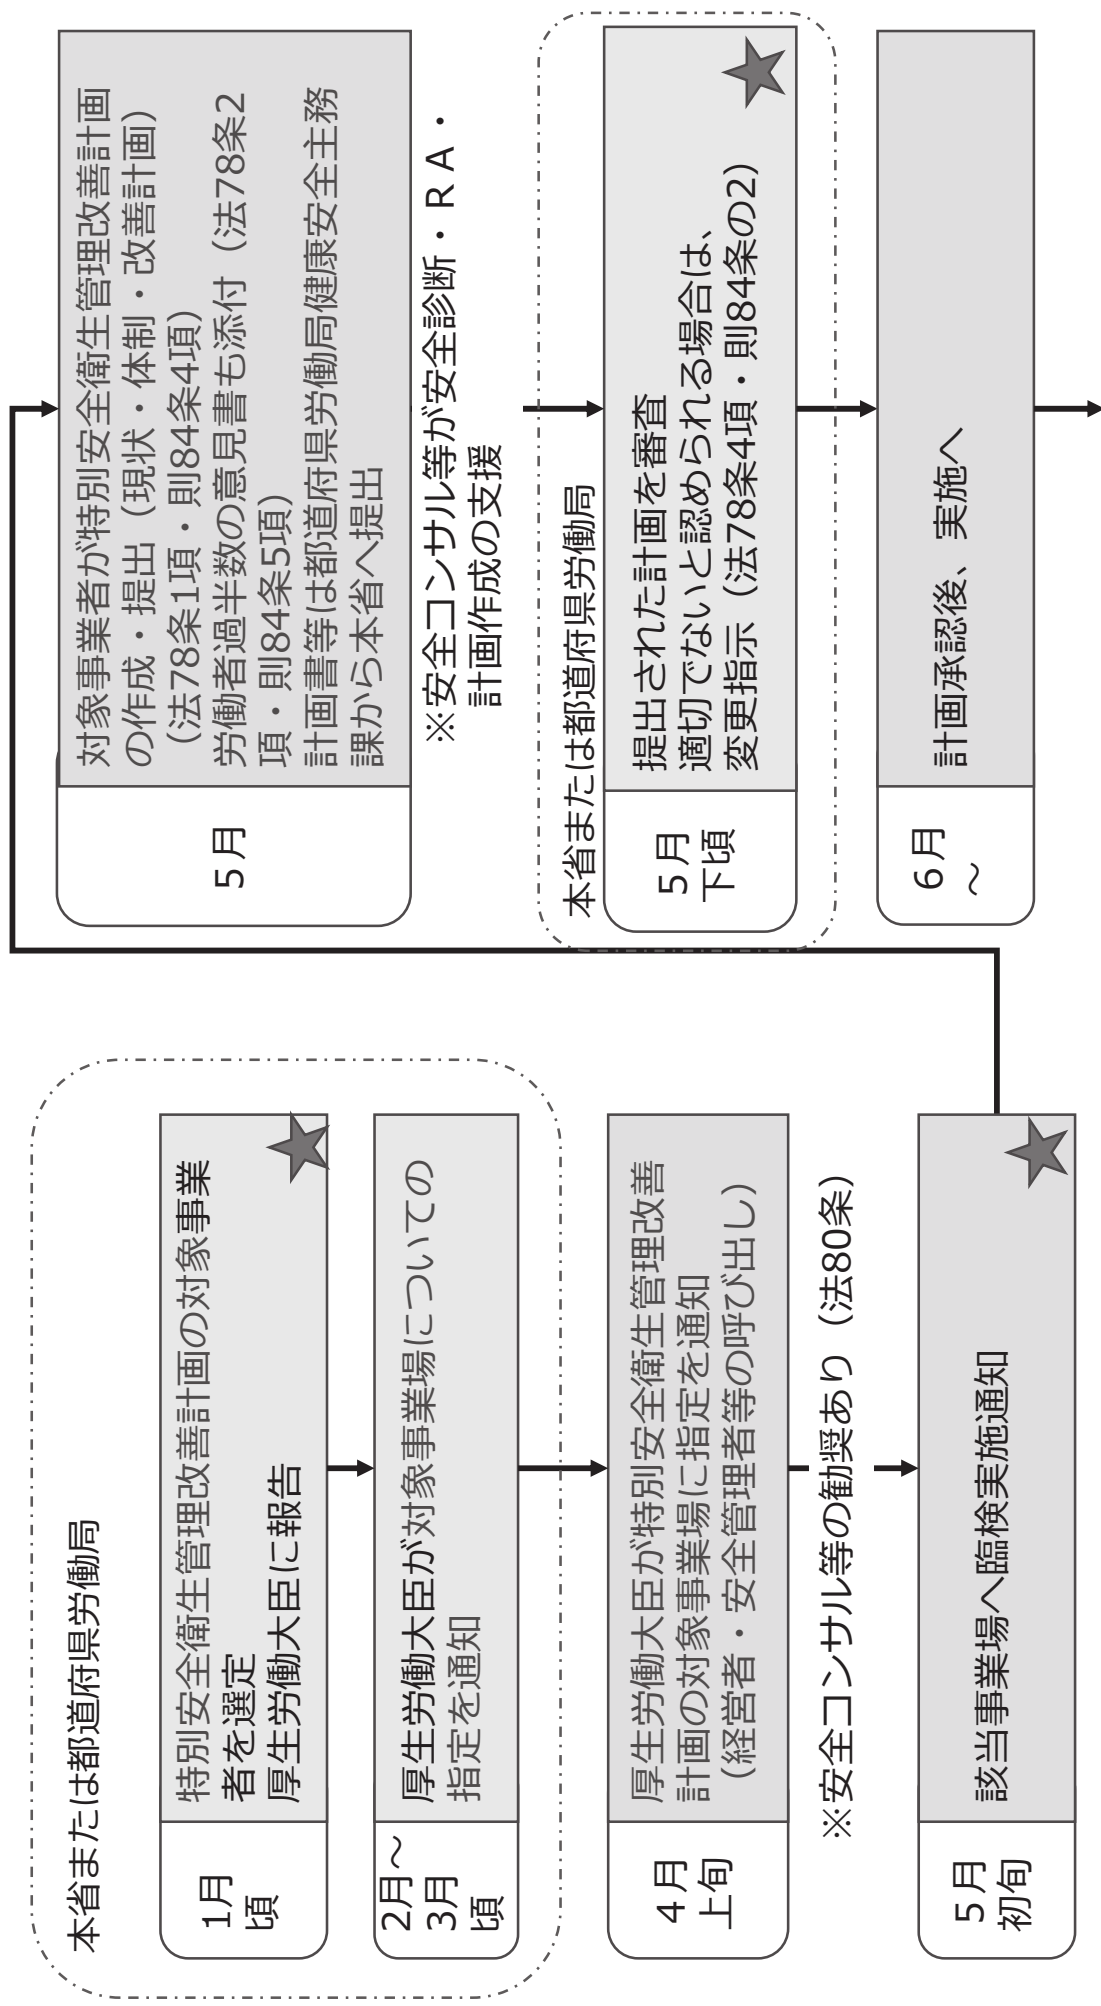 本省または都道府県労働局
1月
頃
特別安全衛生管理改善計画の対象事業
者を選定
厚生労働大臣に報告
2月~
3月
頃
厚生労働大臣が対象事業場についての
指定を通知
4月
上旬
厚生労働大臣が特別安全衛生管理改善
計画の対象事業場に指定を通知
(経営者・安全管理者等の呼び出し)
※安全コンサル等の勧奨あり(法80条)
5月
初旬
該当事業場へ臨検実施通知
5月
対象事業者が特別安全衛生管理改善計画
の作成・提出(現状・体制・改善計画)
(法78条1項・則84条4項)
労働者過半数の意見書も添付(法78条2
項・則84条5項)
計画書等は都道府県労働局健康安全主務
課から本省へ提出
※安全コンサル等が安全診断・RA・
計画作成の支援
本省または都道府県労働局
5月
下頃
提出された計画を審査
適切でないと認められる場合は、
変更指示(法78条4項・則84条の2)
6月
~
計画承認後、実施へ